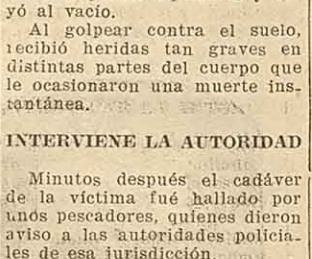 yó al vacío.
Al golpear contra el suelo,
recibió heridas tan graves en
distintas partes del cuerpo que
le ocasionaron una muerte ins-
tantánea.
INTERVIENE LA AUTORIDAD
Minutos después el cadáver
de la víctima fué hallado por
unos pescadores, quienes dieron
aviso a las autoridades policia-
les de esa jurisdicción.